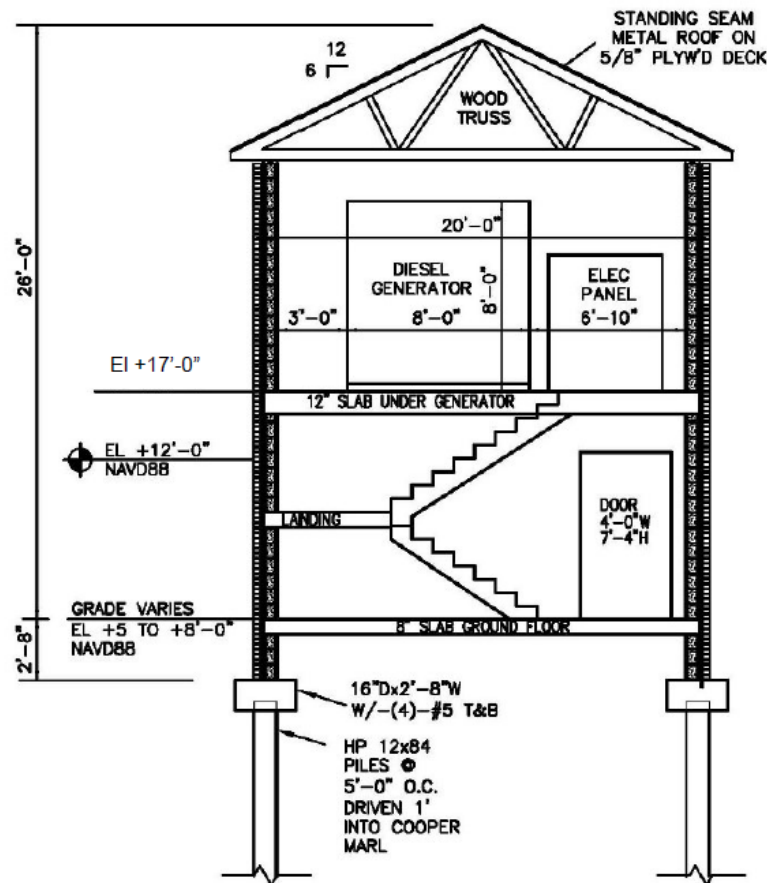 STANDING SEAM
METAL ROOF ON
5/8" PLYW'D DECK
12
6
WOOD
TRUSS
26'-0"
20'-0"
DIESEL
GENERATOR
8'-0"
ELEC
PANEL
3'-0"
8'-0"
6'-10"
El +17'-0"
12" SLAB UNDER GENERATOR
EL +12'-0"
NAVD88
LANDING
DOOR
4'-0"W
7'-4"H
GRADE VARIES
EL +5 TO +8'-0"
NAVD88
8" SLAB GROUND FLOOR
2'-8"
16"Dx2'-8"W
W/-(4)-#5 T&B
HP 12x84
PILES @
5'-0" O.C.
DRIVEN 1'
INTO COOPER
MARL